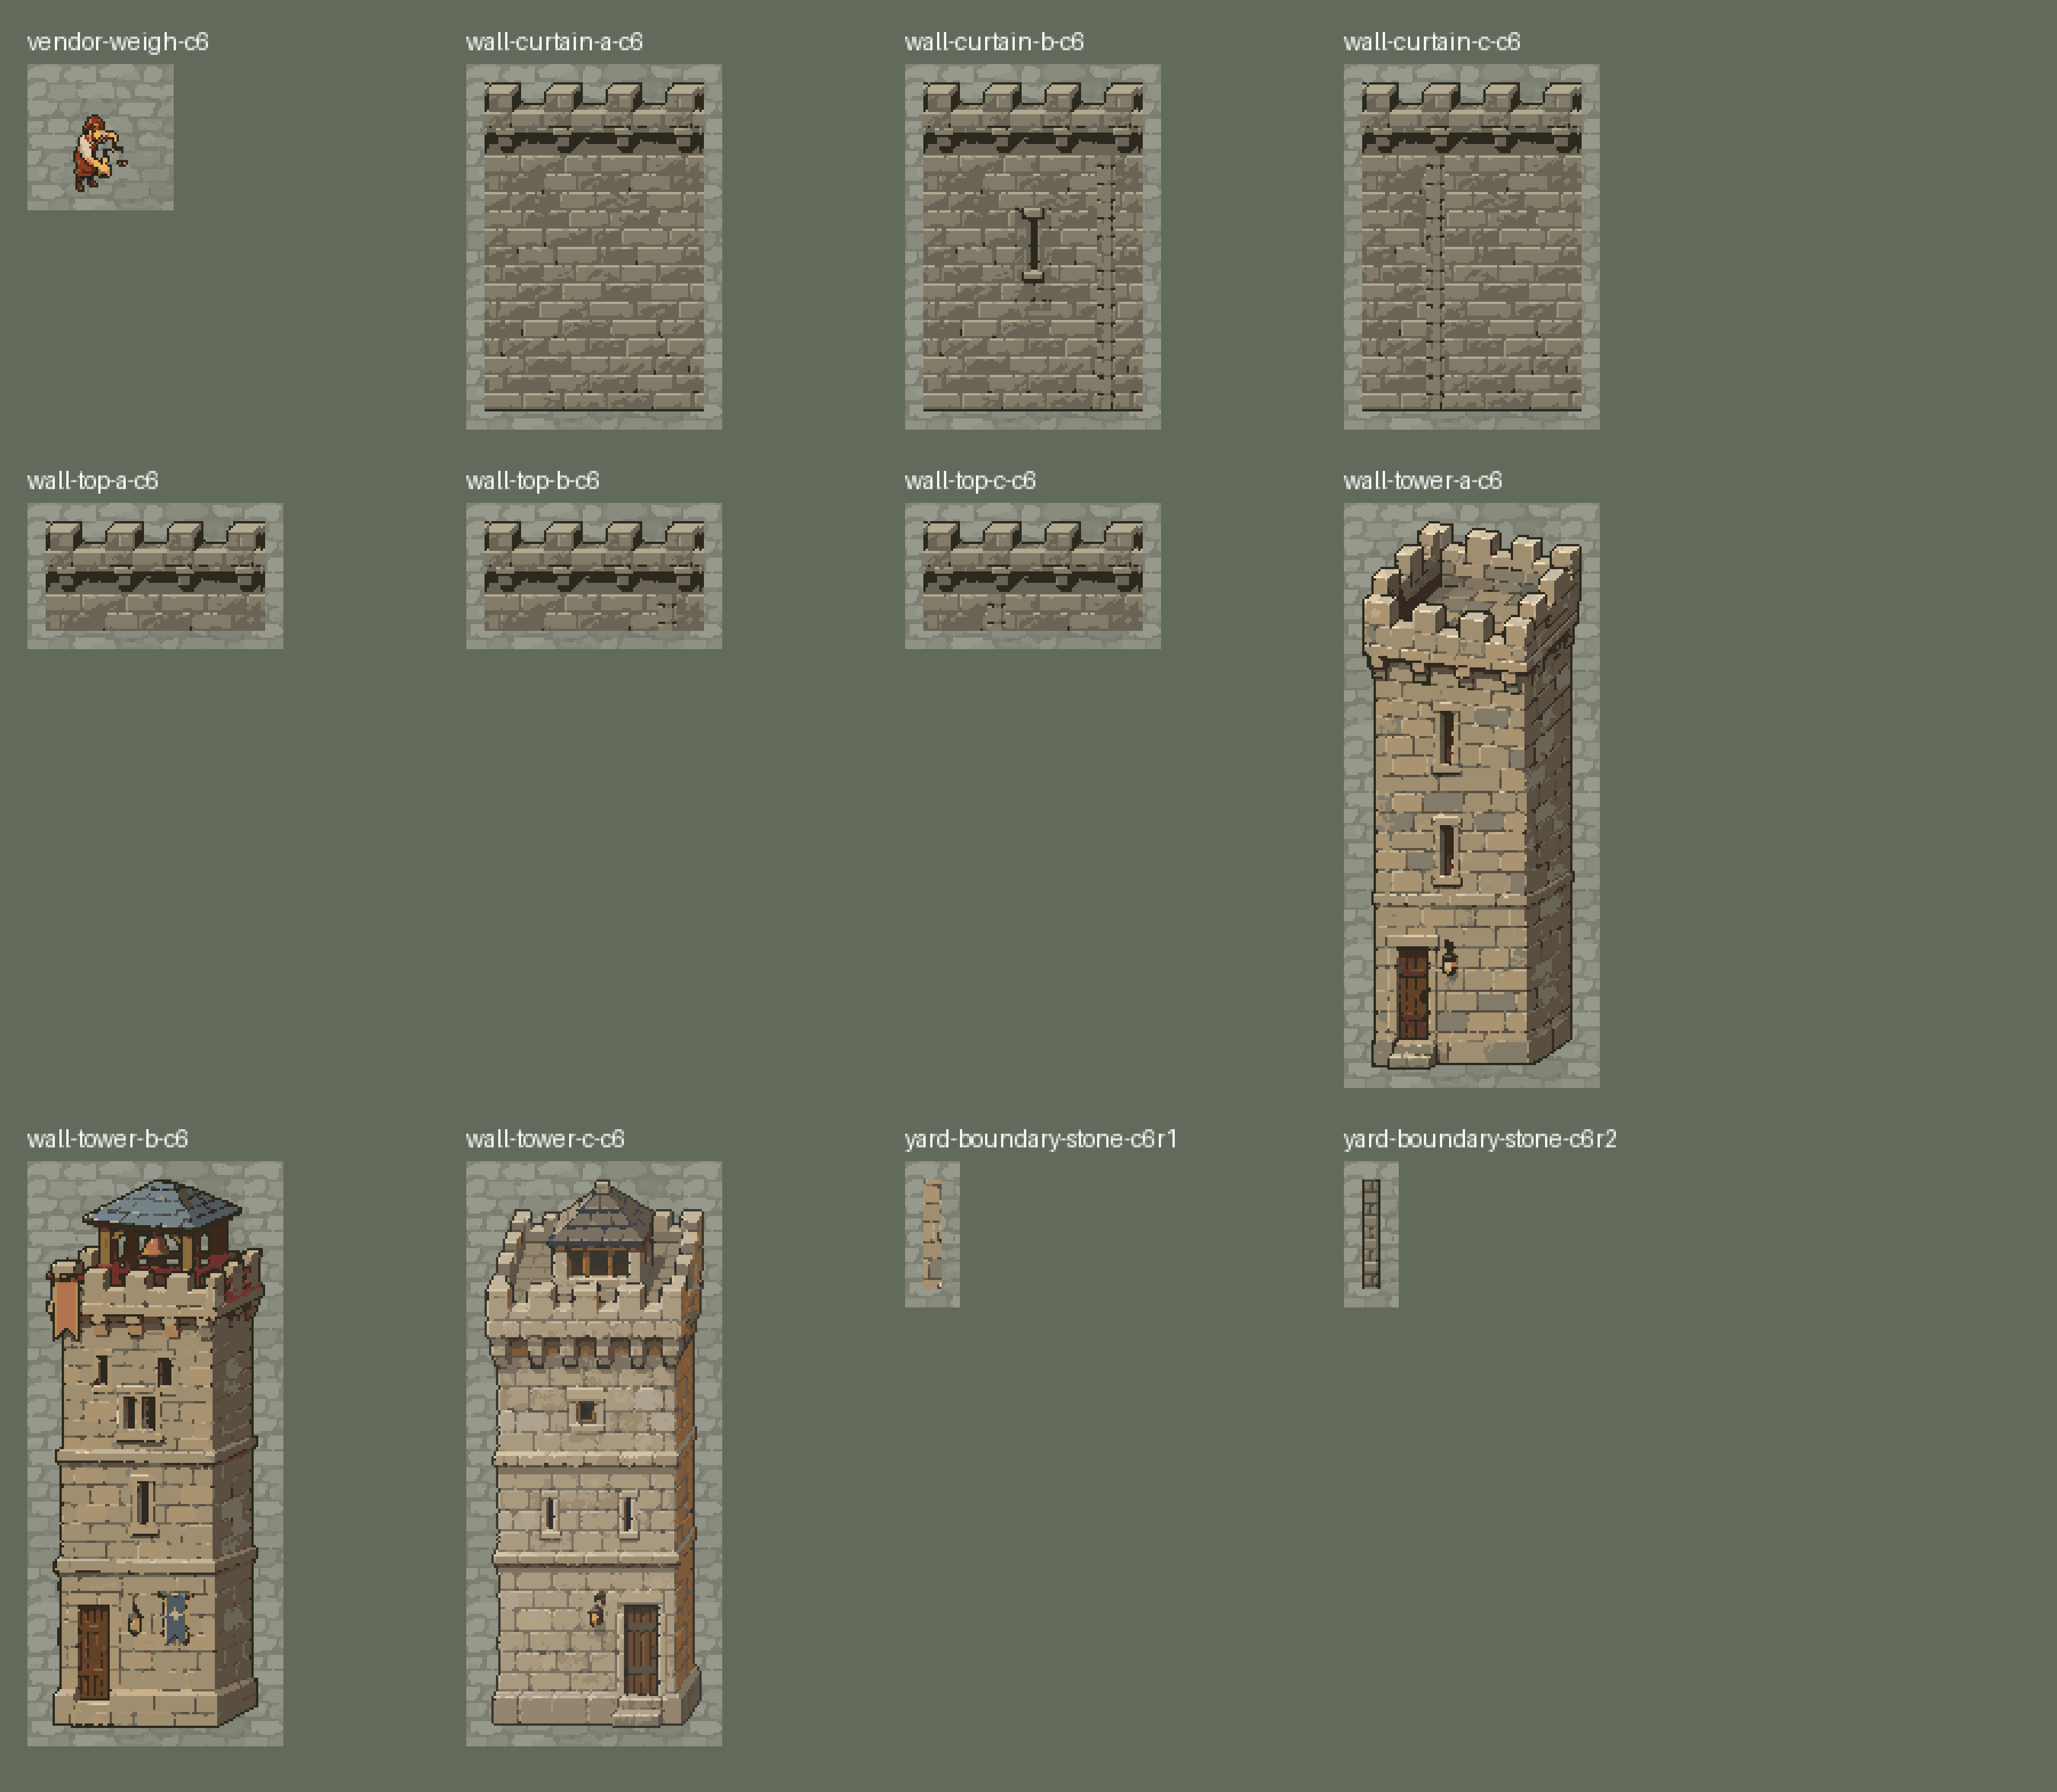 vendor-weigh-c6
wall-curtain-a-c6
wall-curtain-b-c6
wall-curtain-c-c6
wall-top-a-c6
wall-top-b-c6
wall-top-c-c6
wall-tower-a-c6
wall-tower-b-c6
wall-tower-c-c6
yard-boundary-stone-c6r1
yard-boundary-stone-c6r2